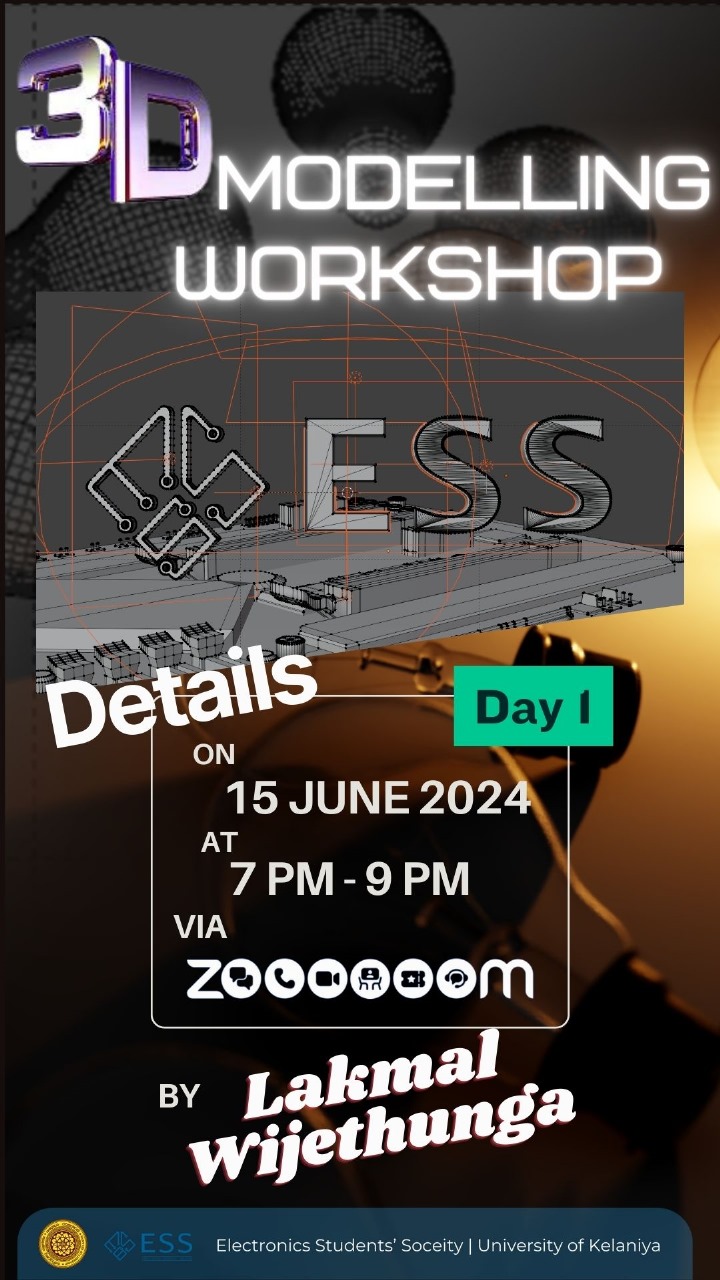 3D MODELLING
WORKSHOP
ESS
Details
Day 1
ON
15 JUNE 2024
AT
7 PM - 9 PM
VIA
zoooooom
BY
Lakmal
Wijethunga
ESS
Electronics Students' Soceity | University of Kelaniya